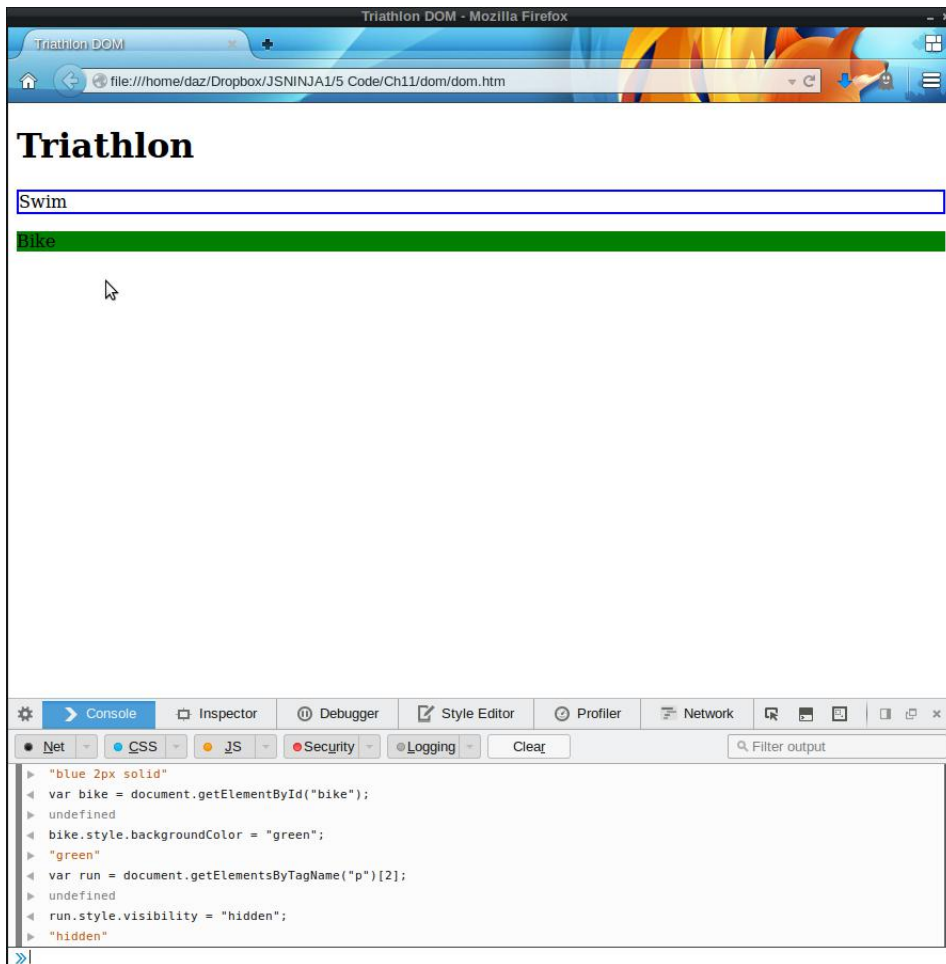 Triathlon DOM - Mozilla Firefox
Triathlon DOM
file:///home/daz/Dropbox/JSNINJA1/5 Code/Ch11/dom/dom.htm
Triathlon
Swim
Bike
Console Inspector Debugger Style Editor Profiler Network
Net CSS JS Security Logging Clear Filter output
"blue 2px solid"
var bike = document.getElementById("bike");
undefined
bike.style.backgroundColor = "green";
"green"
var run = document.getElementsByTagName("p")[2];
undefined
run.style.visibility = "hidden";
"hidden"